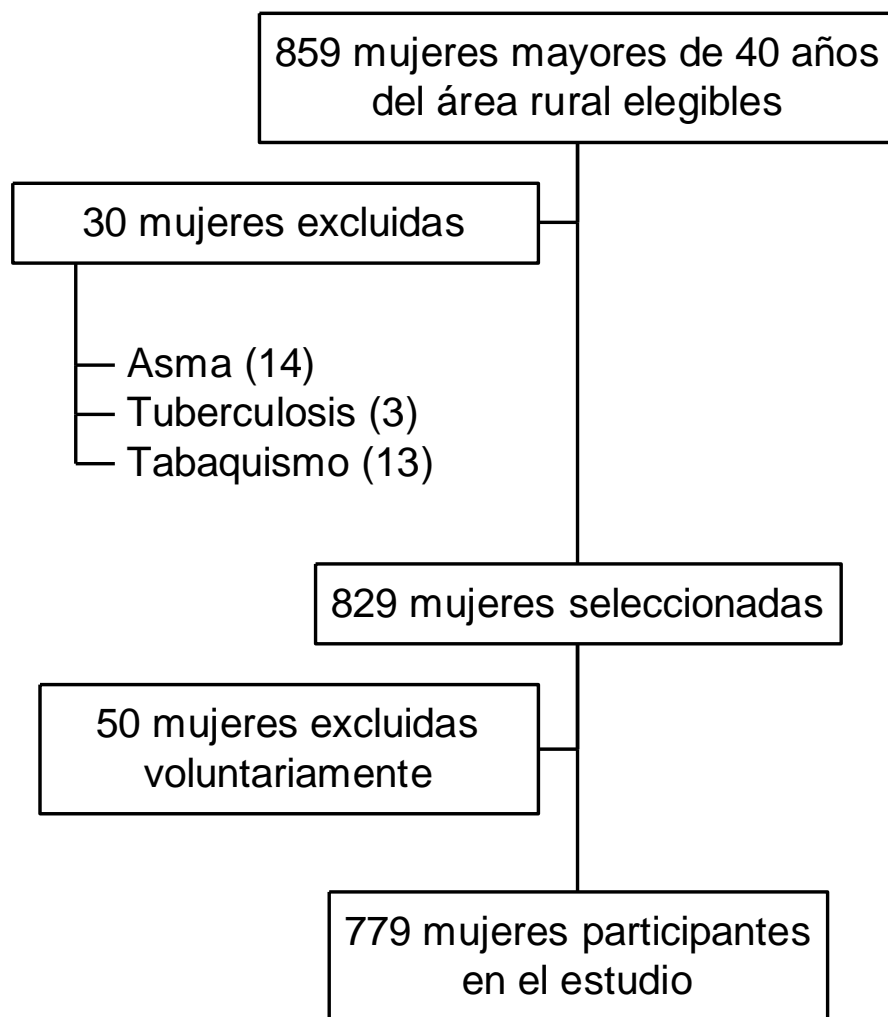 859 mujeres mayores de 40 años
del área rural elegibles
30 mujeres excluidas
Asma (14)
Tuberculosis (3)
Tabaquismo (13)
829 mujeres seleccionadas
50 mujeres excluidas
voluntariamente
779 mujeres participantes
en el estudio